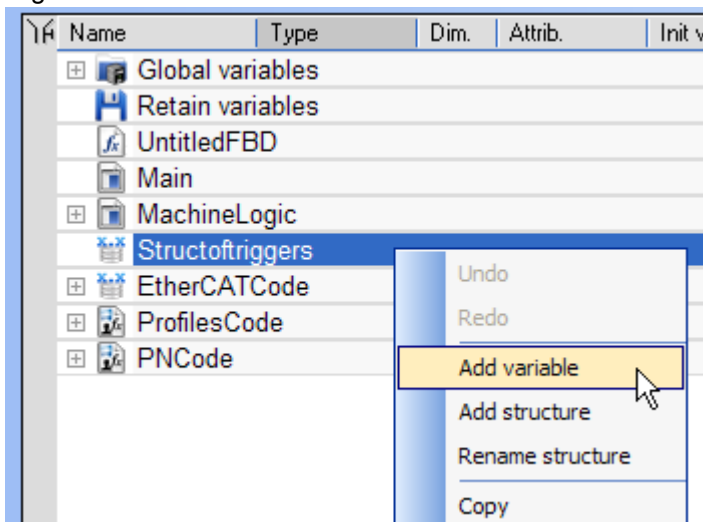 Name Type Dim. Attrib. Init v
Global variables
Retain variables
UntitledFBD
Main
MachineLogic
Structoftriggers
EtherCATCode
ProfilesCode
PNCode
Undo
Redo
Add variable
Add structure
Rename structure
Copy